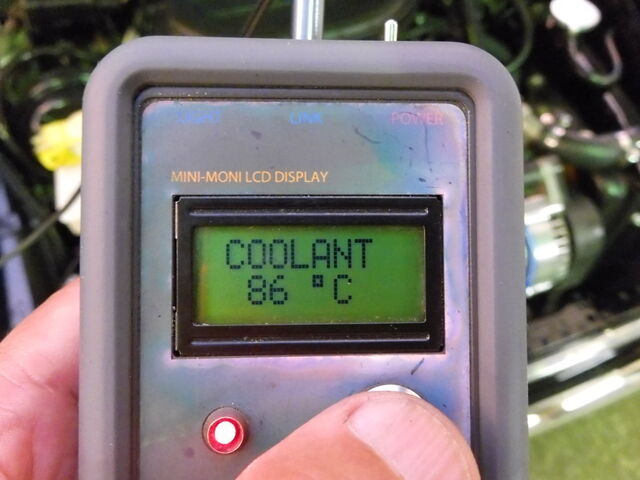 LINK POWER
MINI-MONI LCD DISPLAY
COOLANT
86 °C